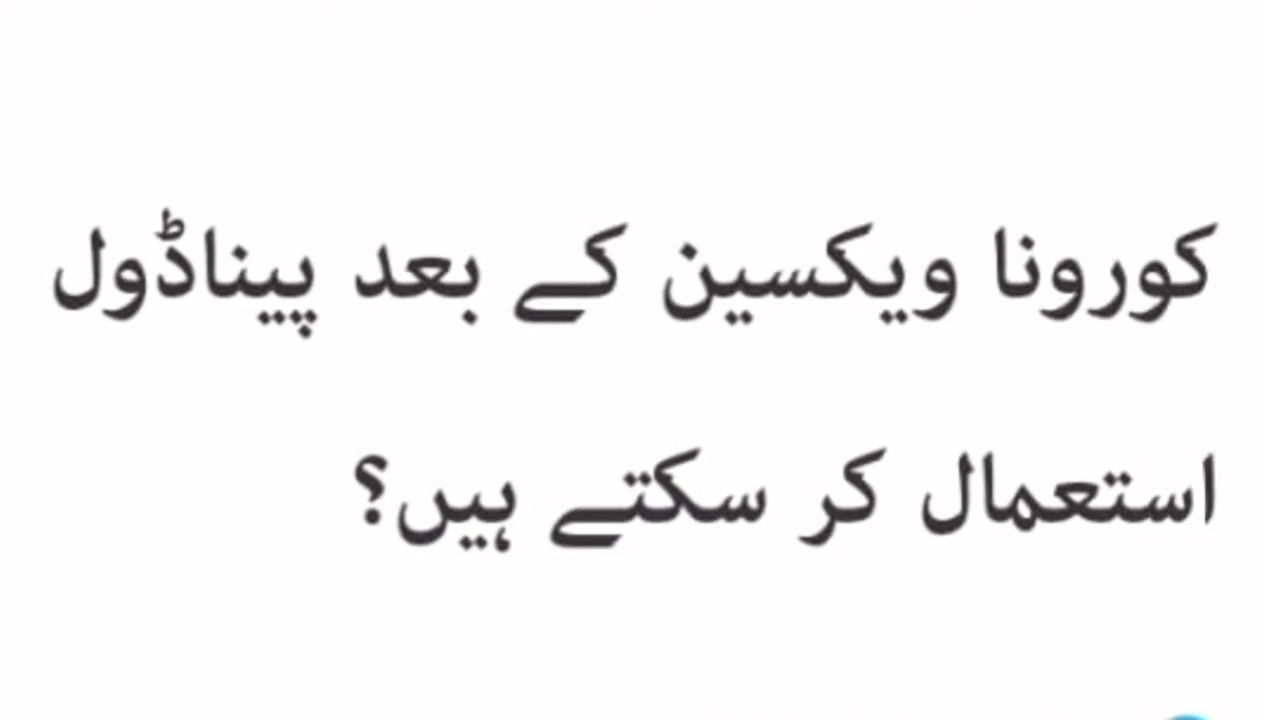 کورونا ویکسین کے بعد پیناڈول
استعمال کر سکتے ہیں؟